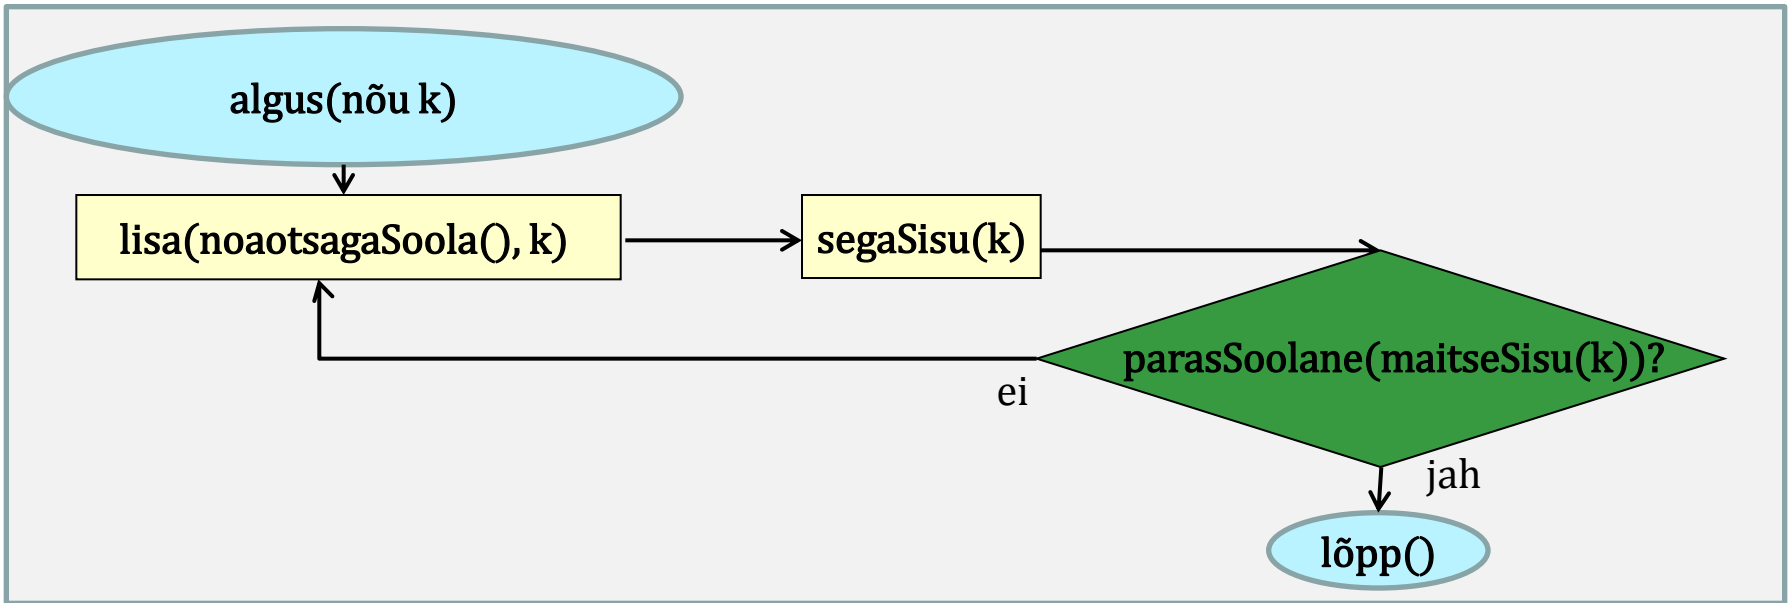 algus(nõu k)
lisa(noaotsagaSoola(), k)
segaSisu(k)
parasSoolane(maitseSisu(k))?
ei
jah
lõpp()